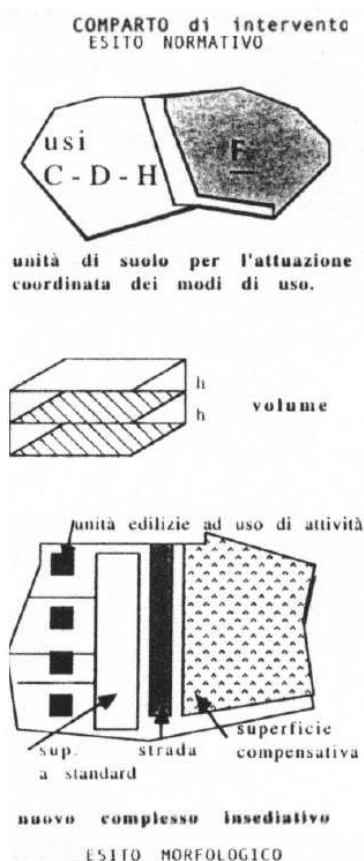 COMPARTO di intervento
ESITO NORMATIVO
usi
C - D - H
F
unità di suolo per l'attuazione
coordinata dei modi di uso.
h
h
volume
unità edilizie ad uso di attività
sup.
a standard
strada
superficie
compensativa
nuovo complesso insediativo
ESITO MORFOLOGICO